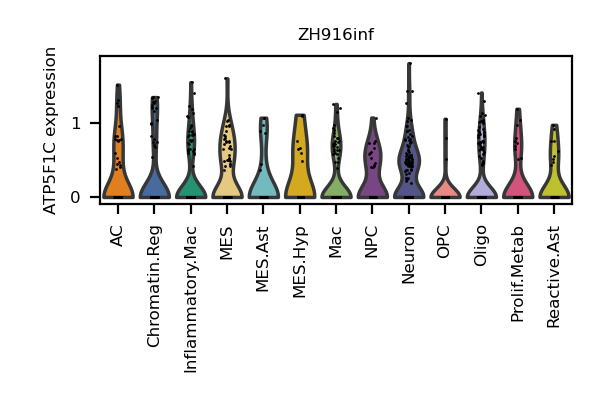 ZH916inf
ATP5F1C expression
1
0
AC
Chromatin.Reg
Inflammatory.Mac
MES
MES.Ast
MES.Hyp
Mac
NPC
Neuron
OPC
Oligo
Prolif.Metab
Reactive.Ast